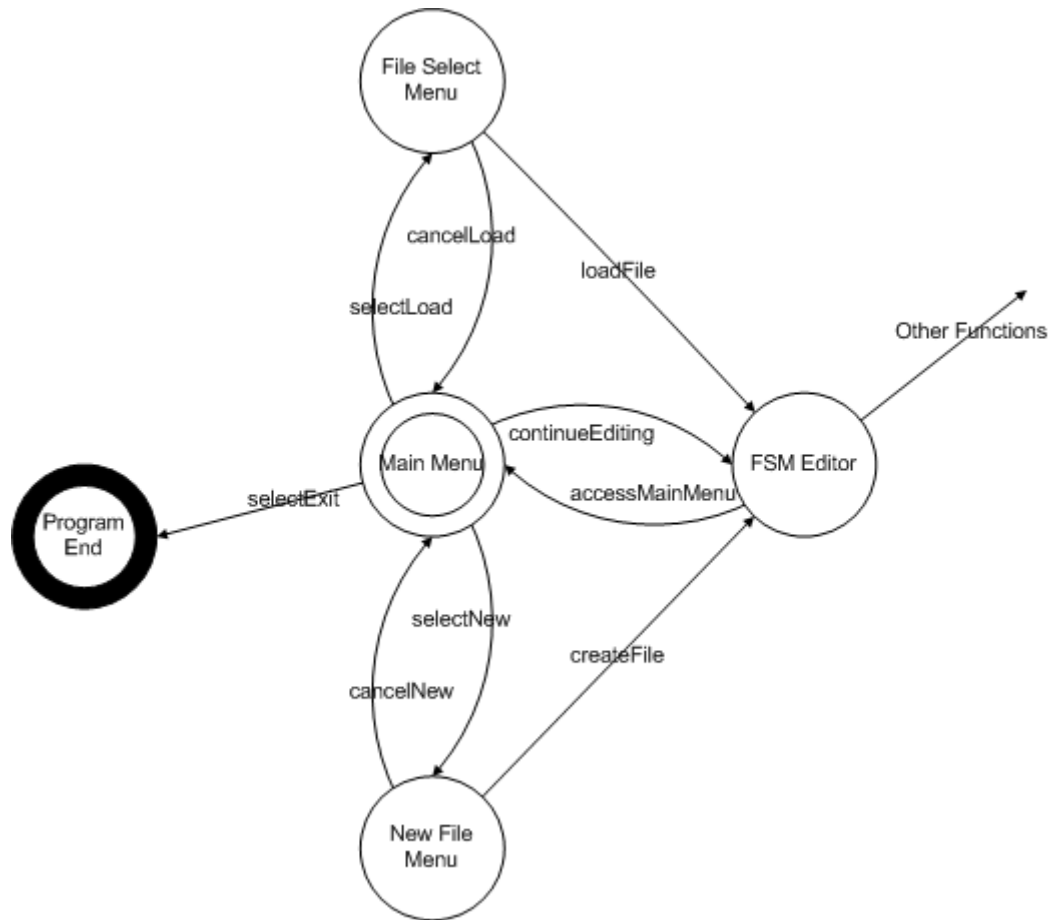 File Select
Menu
cancelLoad
loadFile
selectLoad
Other Functions
continueEditing
Main Menu
FSM Editor
accessMainMenu
selectExit
Program
End
selectNew
createFile
cancelNew
New File
Menu